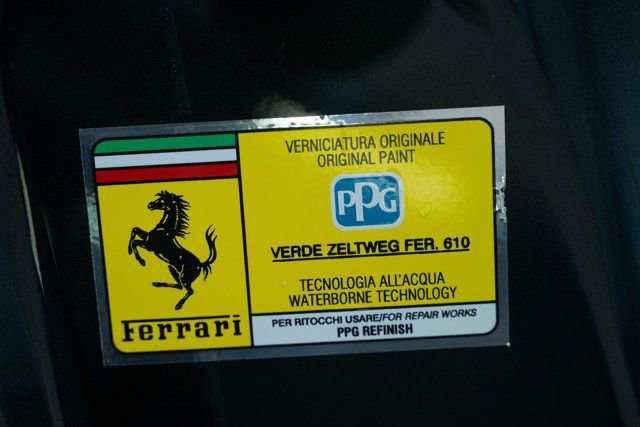 VERNICIATURA ORIGINALE
ORIGINAL PAINT
PPG
VERDE ZELTWEG FER. 610
TECNOLOGIA ALL'ACQUA
WATERBORNE TECHNOLOGY
Ferrari
PER RITOCCHI USARE/FOR REPAIR WORKS
PPG REFINISH